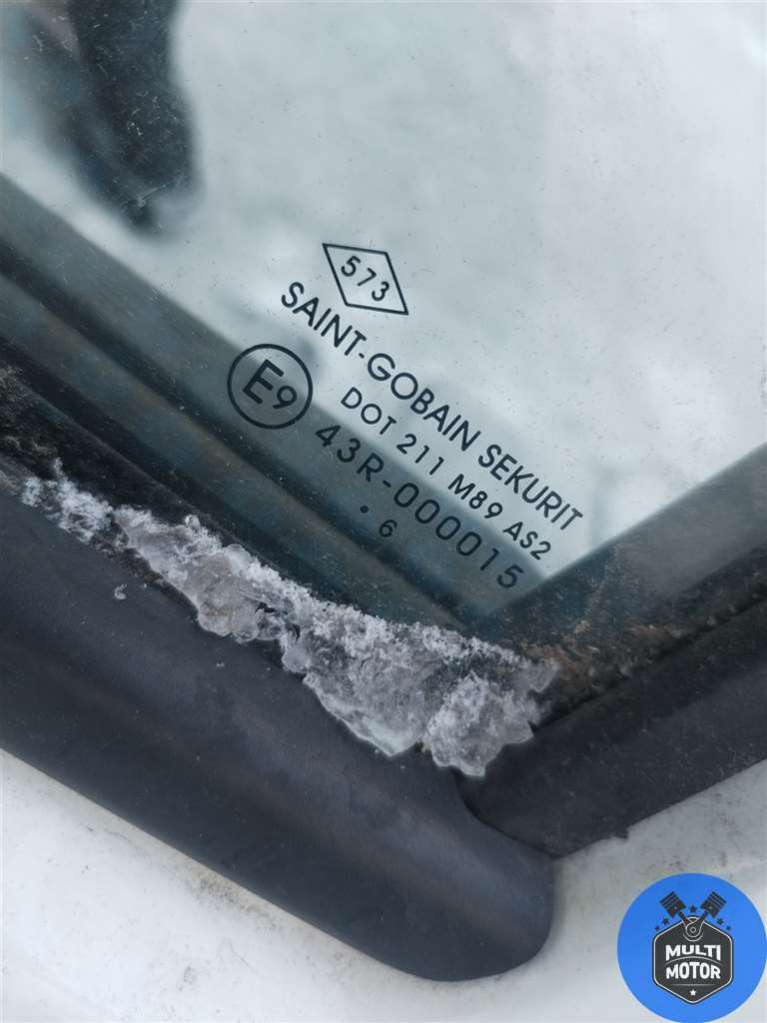 573
SAINT-GOBAIN SEKURIT
DOT 211 M89 AS2
E9 43R-000015
. 6
MULTI
MOTOR